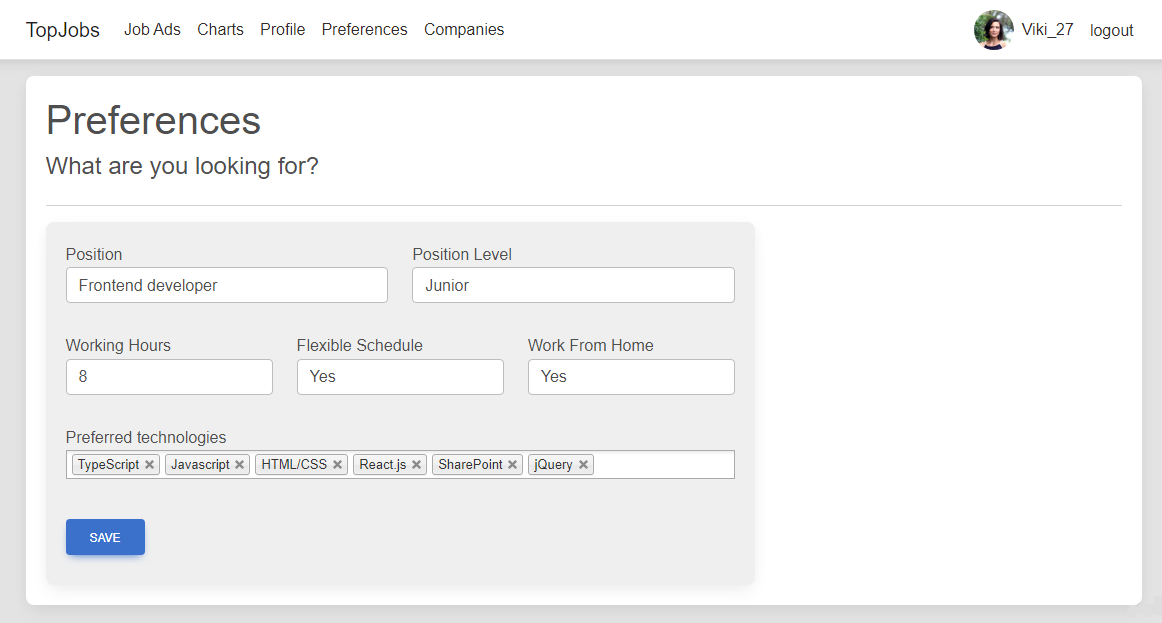 TopJobs Job Ads Charts Profile Preferences Companies Viki_27 logout
Preferences
What are you looking for?
Position Position Level
Frontend developer Junior
Working Hours Flexible Schedule Work From Home
8 Yes Yes
Preferred technologies
TypeScript × Javascript × HTML/CSS × React.js × SharePoint × jQuery ×
SAVE